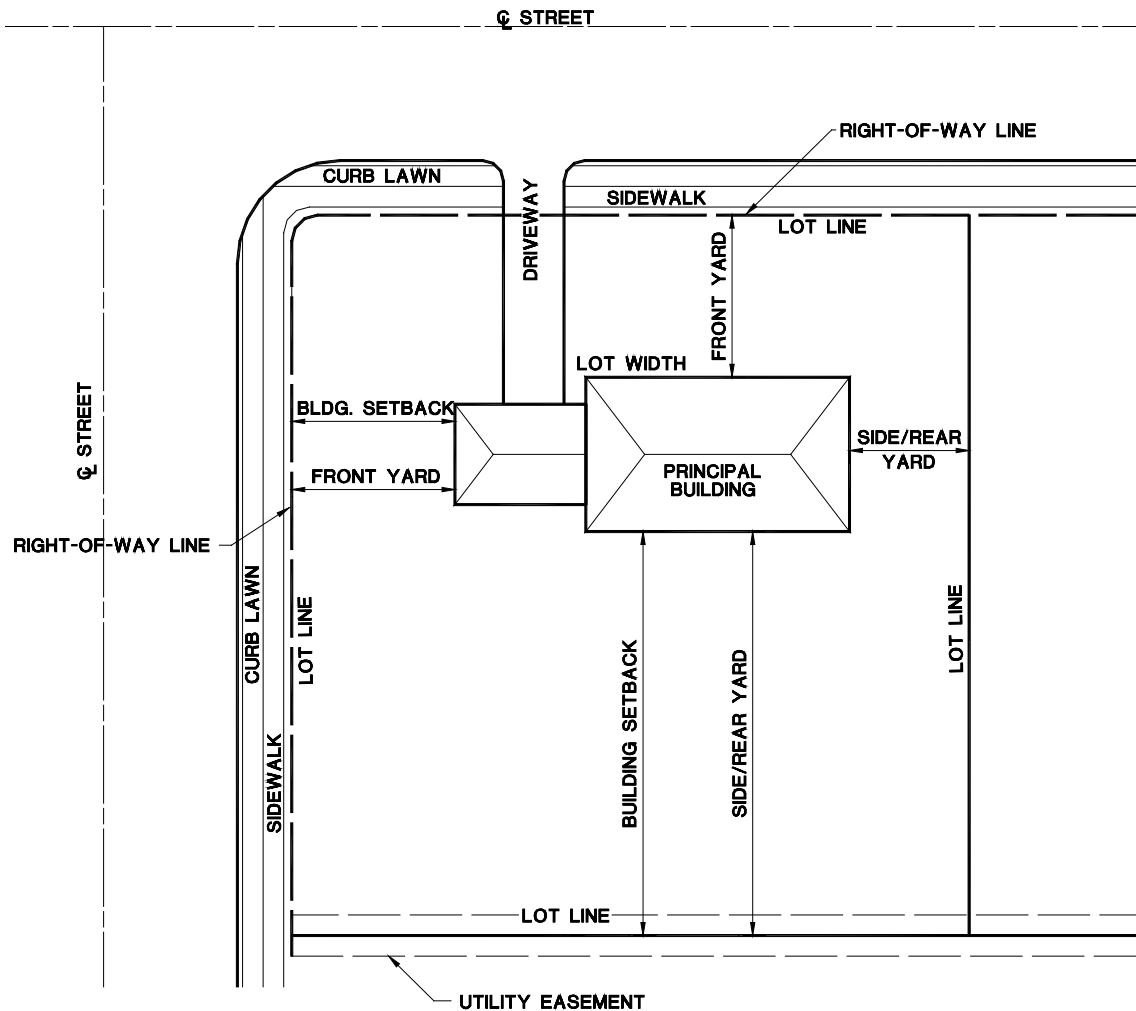 ℄ STREET
RIGHT-OF-WAY LINE
CURB LAWN
SIDEWALK
LOT LINE
DRIVEWAY
FRONT YARD
LOT WIDTH
℄ STREET
BLDG. SETBACK
SIDE/REAR
YARD
FRONT YARD
PRINCIPAL
BUILDING
RIGHT-OF-WAY LINE
CURB LAWN
LOT LINE
LOT LINE
BUILDING SETBACK
SIDE/REAR YARD
SIDEWALK
LOT LINE
UTILITY EASEMENT